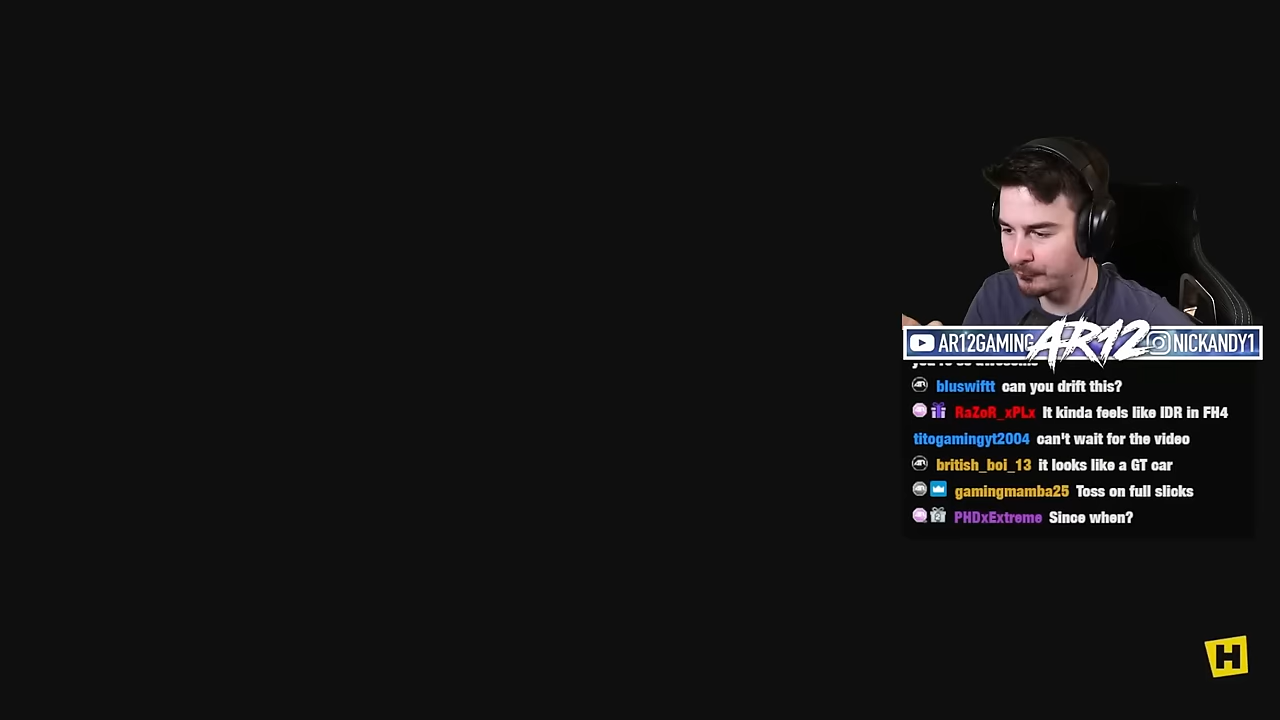 AR12GAMING AR12 NICKANDY1
bluswiftt can you drift this?
RaZoR_xPLx It kinda feels like IDR in FH4
titogamingyt2004 can't wait for the video
british_boi_13 it looks like a GT car
gamingmamba25 Toss on full slicks
PHDxExtreme Since when?
H